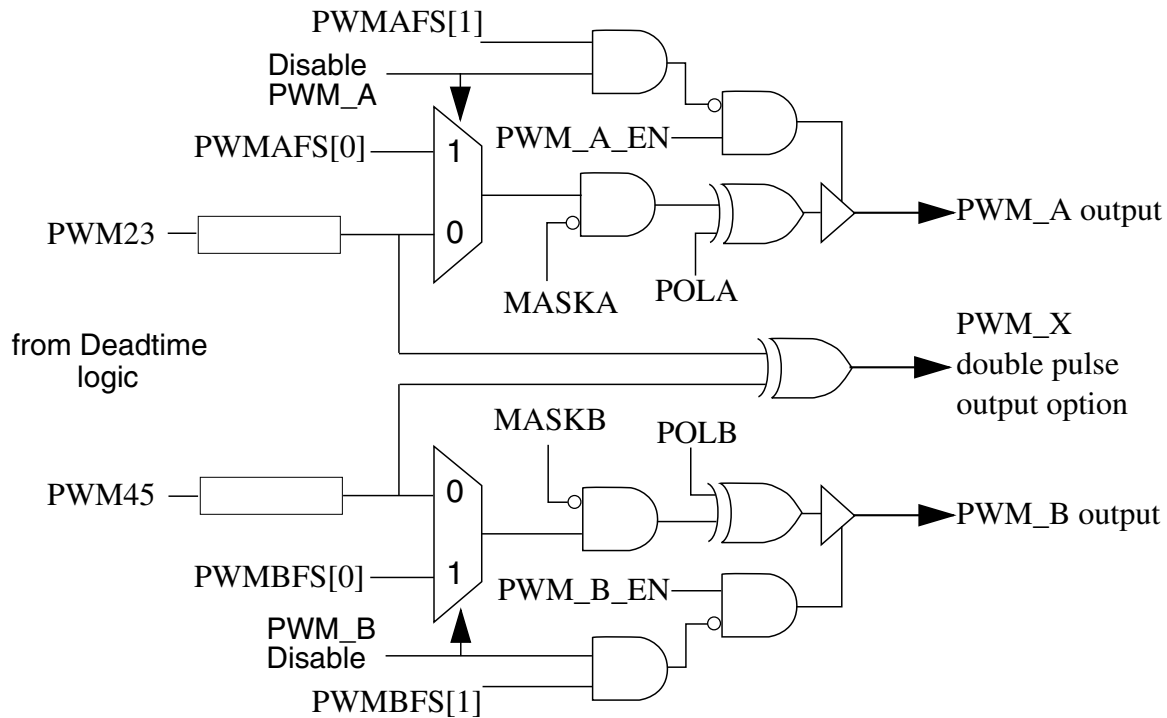 PWMAFS[1]
Disable
PWM_A
PWMAFS[0]
1
PWM_A_EN
PWM23
0
PWM_A output
MASKA
POLA
from Deadtime
logic
PWM_X
double pulse
output option
MASKB
POLB
PWM45
0
PWM_B output
PWMBFS[0]
1
PWM_B_EN
PWM_B
Disable
PWMBFS[1]